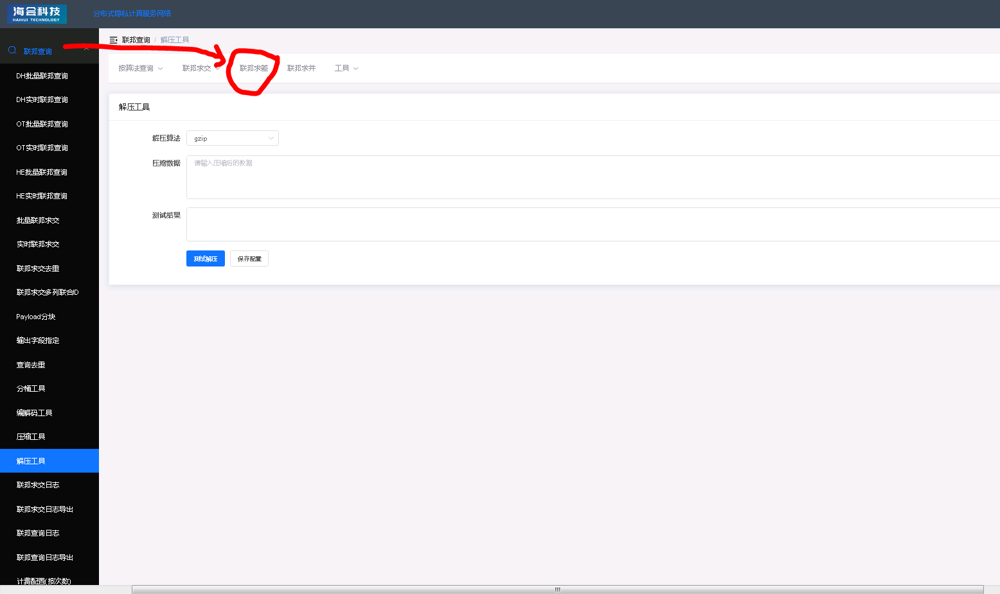 海会科技
HAIHUI TECHNOLOGY
分布式隐私计算服务网络
联邦查询
DH批量联邦查询
DH实时联邦查询
OT批量联邦查询
OT实时联邦查询
HE批量联邦查询
HE实时联邦查询
批量联邦求交
实时联邦求交
联邦求交去重
联邦求交多列联合ID
Payload分块
输出字段指定
查询去重
分桶工具
编解码工具
压缩工具
解压工具
联邦求交日志
联邦求交日志导出
联邦查询日志
联邦查询日志导出
计费配置(按次数)
联邦查询 / 解压工具
按算法查询 联邦求交 联邦求差 联邦求并 工具
解压工具
解压算法 gzip
压缩数据 请输入压缩后的数据
测试结果
测试解压 保存配置